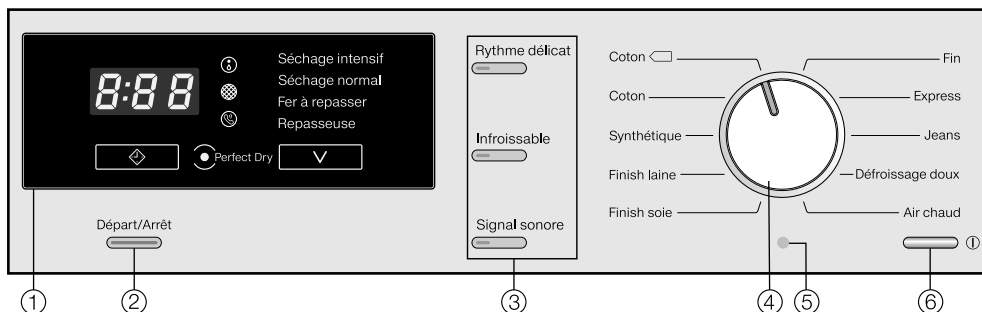 8:88
Séchage intensif
Séchage normal
Fer à repasser
Repasseuse
Perfect Dry
Départ/Arrêt
Rythme délicat
Infroissable
Signal sonore
Coton
Coton
Synthétique
Finish laine
Finish soie
Fin
Express
Jeans
Défroissage doux
Air chaud
1
2
3
4
5
6